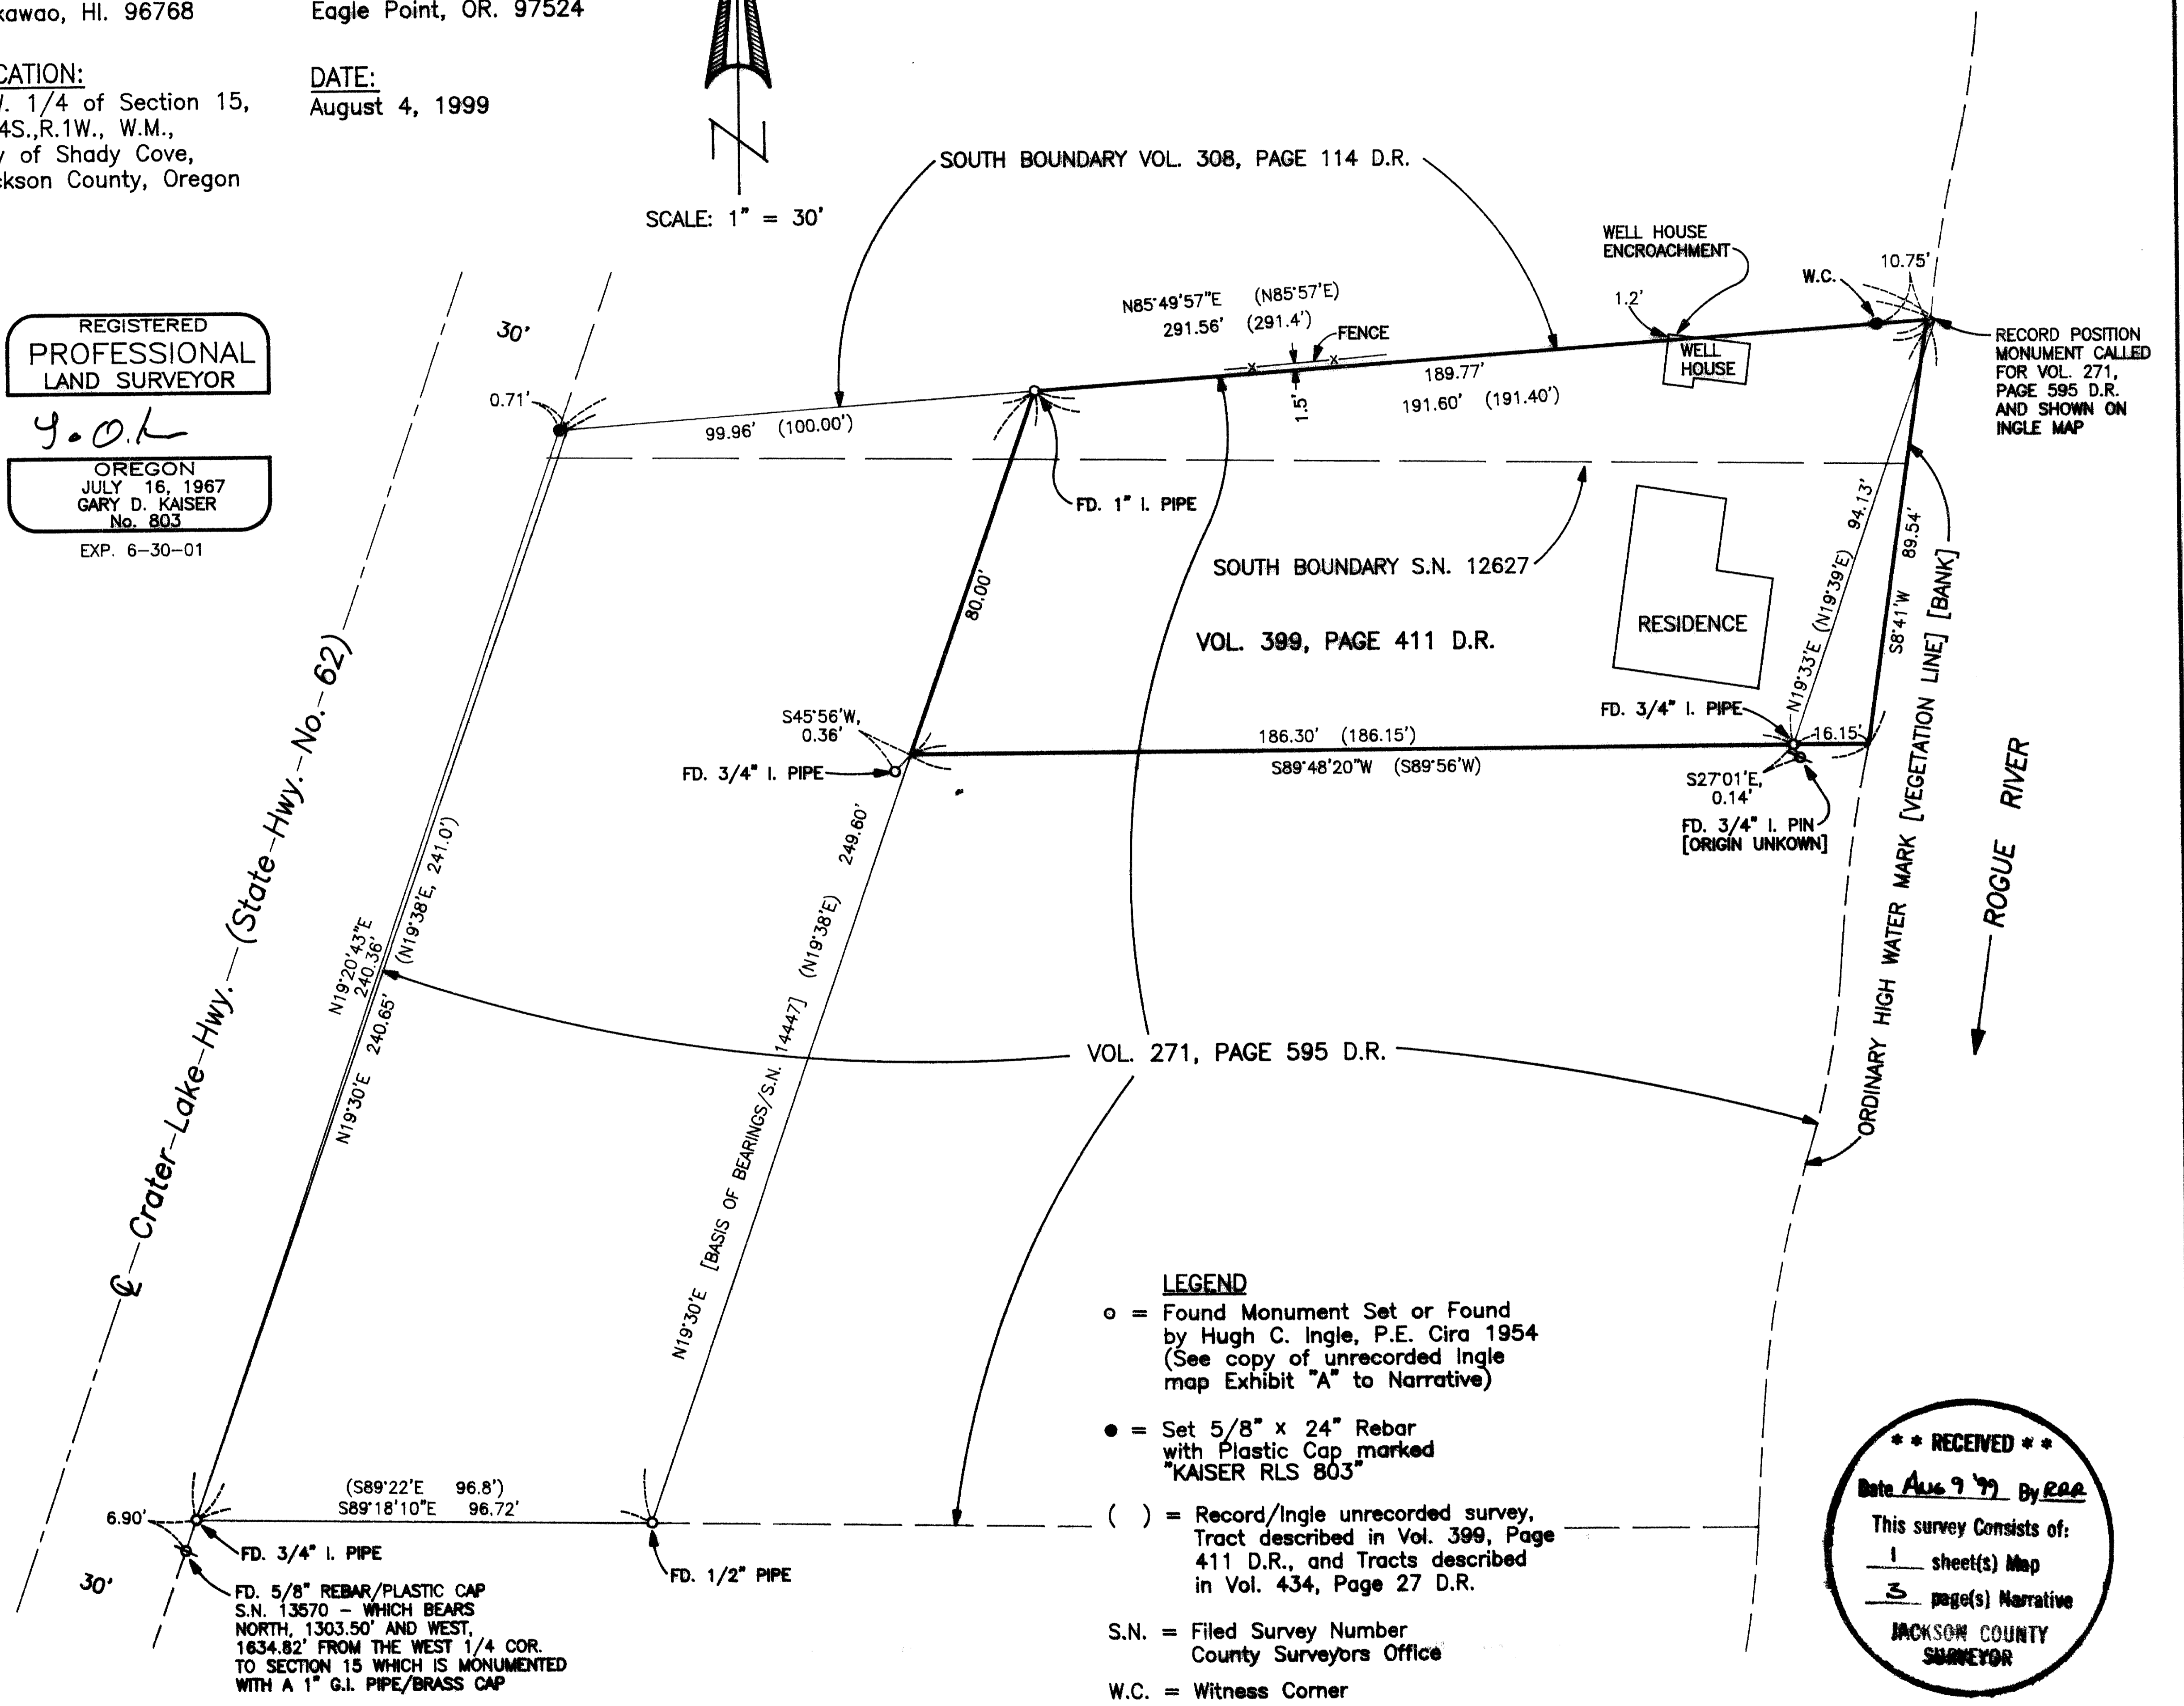 kawao, HI. 96768
Eagle Point, OR. 97524
CATION:
. 1/4 of Section 15,
4S.,R.1W., W.M.,
y of Shady Cove,
ckson County, Oregon
DATE:
August 4, 1999
N
SCALE: 1" = 30'
REGISTERED
PROFESSIONAL
LAND SURVEYOR
OREGON
JULY 16, 1967
GARY D. KAISER
No. 803
EXP. 6-30-01
SOUTH BOUNDARY VOL. 308, PAGE 114 D.R.
WELL HOUSE
ENCROACHMENT
1.2'
W.C.
10.75'
N85°49'57"E (N85°57'E)
291.56' (291.4')
FENCE
WELL
HOUSE
RECORD POSITION
MONUMENT CALLED
FOR VOL. 271,
PAGE 595 D.R.
AND SHOWN ON
INGLE MAP
30'
0.71'
99.96' (100.00')
189.77'
191.60' (191.40')
1.5'
FD. 1" I. PIPE
SOUTH BOUNDARY S.N. 12627
VOL. 399, PAGE 411 D.R.
RESIDENCE
80.00'
94.13'
N19°33'E (N19°39'E)
89.54'
S8°41'W
FD. 3/4" I. PIPE
16.15'
S45°56'W,
0.36'
FD. 3/4" I. PIPE
186.30' (186.15')
S89°48'20"W (S89°56'W)
S27°01'E,
0.14'
FD. 3/4" I. PIN
[ORIGIN UNKOWN]
ORDINARY HIGH WATER MARK [VEGETATION LINE] [BANK]
ROGUE RIVER
℄ Crater-Lake-Hwy. (State-Hwy.-No.-62)
N19°20'43"E
240.36'
(N19°38'E, 241.0')
N19°30'E 240.65'
N19°30'E [BASIS OF BEARINGS/S.N. 14447] (N19°38'E) 249.60'
VOL. 271, PAGE 595 D.R.
(S89°22'E 96.8')
S89°18'10"E 96.72'
6.90'
30'
FD. 3/4" I. PIPE
FD. 1/2" PIPE
FD. 5/8" REBAR/PLASTIC CAP
S.N. 13570 - WHICH BEARS
NORTH, 1303.50' AND WEST,
1634.82' FROM THE WEST 1/4 COR.
TO SECTION 15 WHICH IS MONUMENTED
WITH A 1" G.I. PIPE/BRASS CAP
LEGEND
o = Found Monument Set or Found
by Hugh C. Ingle, P.E. Cira 1954
(See copy of unrecorded Ingle
map Exhibit "A" to Narrative)
● = Set 5/8" x 24" Rebar
with Plastic Cap marked
"KAISER RLS 803"
( ) = Record/Ingle unrecorded survey,
Tract described in Vol. 399, Page
411 D.R., and Tracts described
in Vol. 434, Page 27 D.R.
S.N. = Filed Survey Number
County Surveyors Office
W.C. = Witness Corner
* * RECEIVED * *
Date Aug 9 '99 By RRR
This survey Consists of:
1 sheet(s) Map
3 page(s) Narrative
JACKSON COUNTY
SURVEYOR